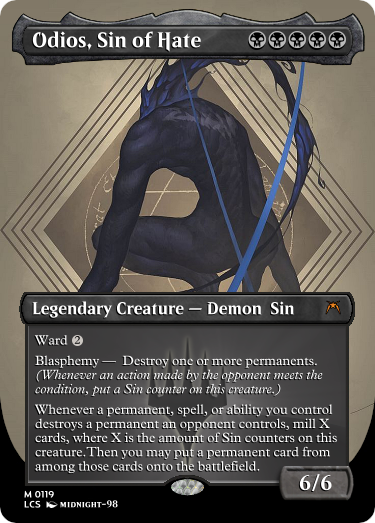 Odios, Sin of Hate
Legendary Creature — Demon Sin
Ward 2
Blasphemy — Destroy one or more permanents.
(Whenever an action made by the opponent meets the
condition, put a Sin counter on this creature.)
Whenever a permanent, spell, or ability you control
destroys a permanent an opponent controls, mill X
cards, where X is the amount of Sin counters on this
creature.Then you may put a permanent card from
among those cards onto the battlefield.
6/6
M 0119
LCS MIDNIGHT-98